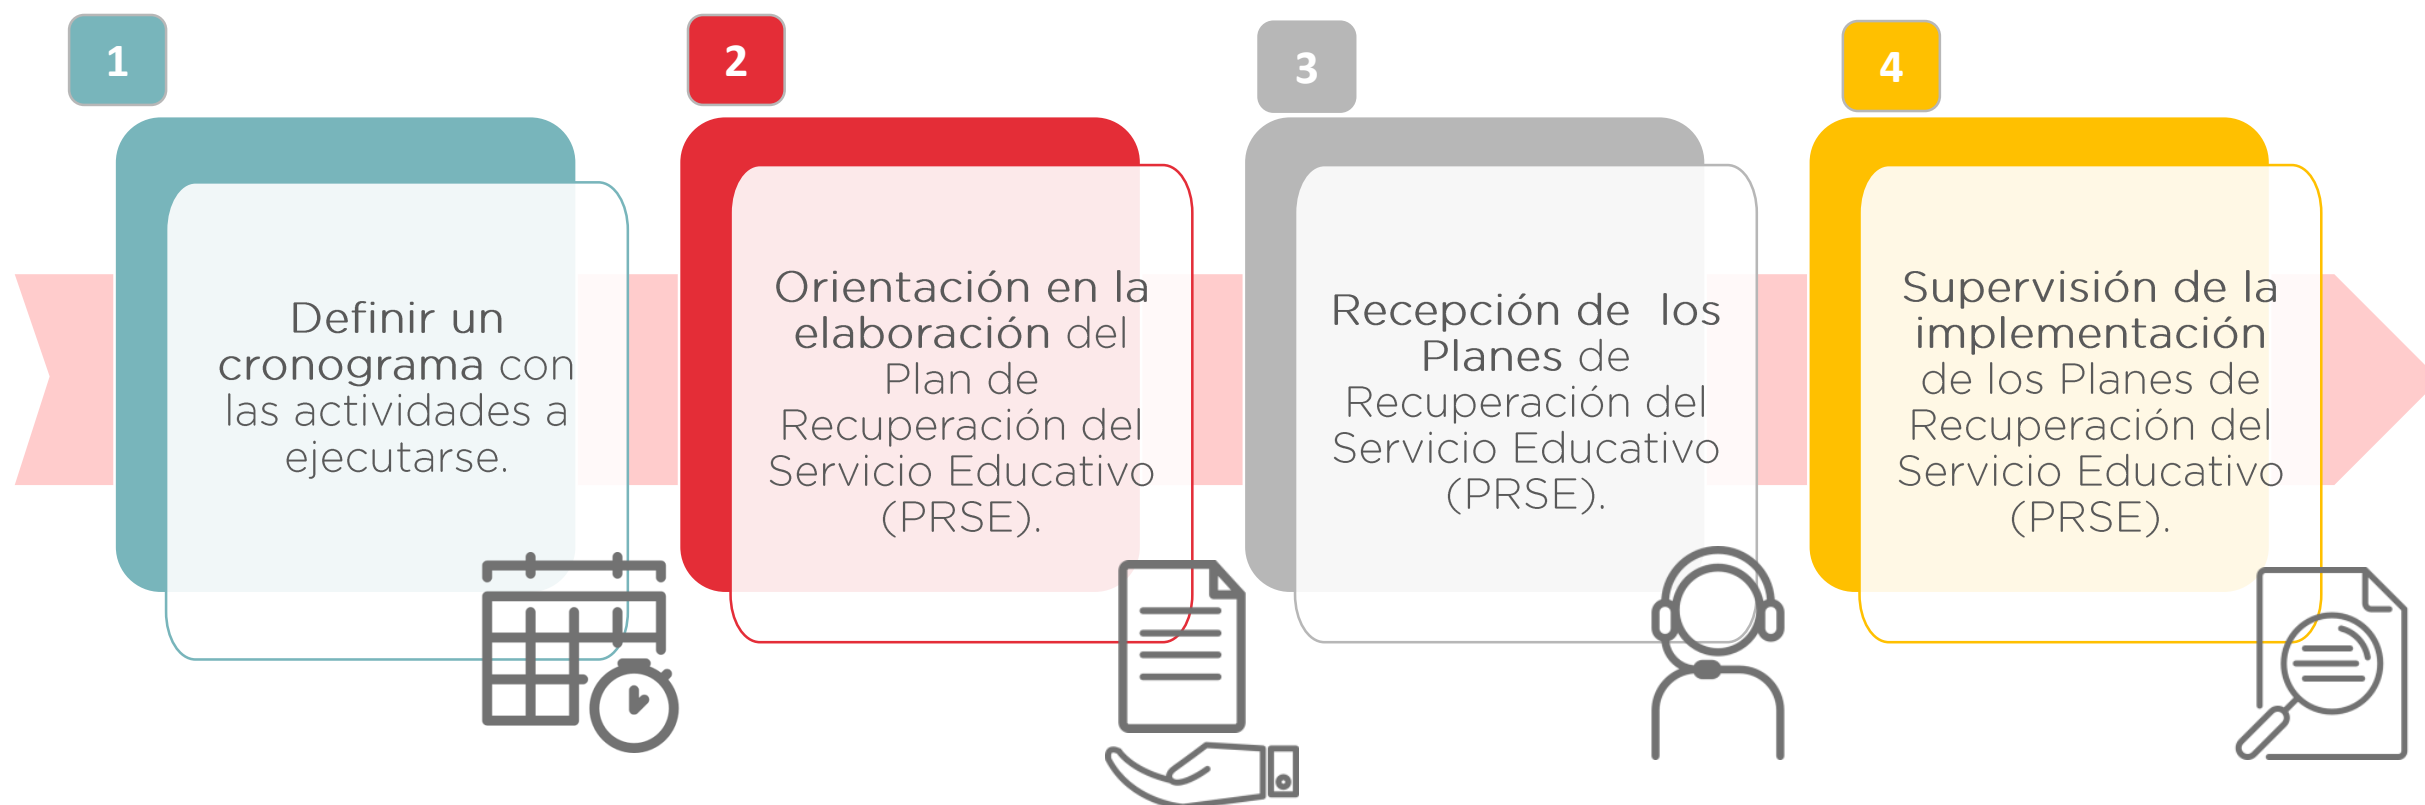 1
Definir un
cronograma con
las actividades a
ejecutarse.
2
Orientación en la
elaboración del
Plan de
Recuperación del
Servicio Educativo
(PRSE).
3
Recepción de  los
Planes de
Recuperación del
Servicio Educativo
(PRSE).
4
Supervisión de la
implementación
de los Planes de
Recuperación del
Servicio Educativo
(PRSE).